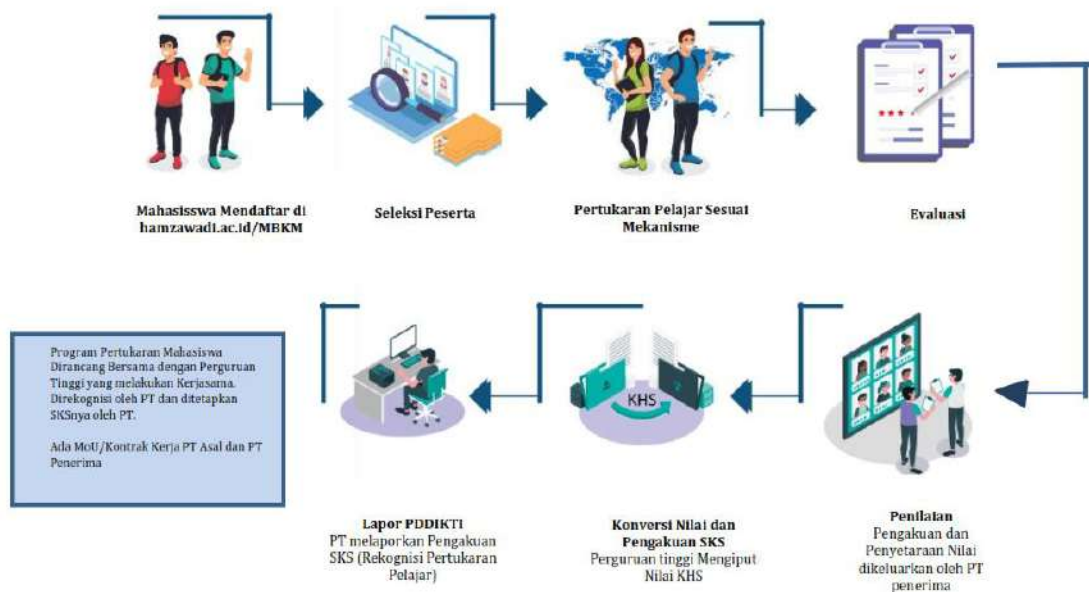 Mahasisswa Mendaftar di
hamzawadi.ac.id/MBKM
Seleksi Peserta
Pertukaran Pelajar Sesuai
Mekanisme
Evaluasi
Program Pertukaran Mahasiswa
Dirancang Bersama dengan Perguruan
Tinggi yang melakukan Kerjasama.
Direkognisi oleh PT dan ditetapkan
SKSnya oleh PT.
Ada MoU/Kontrak Kerja PT Asal dan PT
Penerima
Lapor PDDIKTI
PT melaporkan Pengakuan
SKS (Rekognisi Pertukaran
Pelajar)
KHS
Konversi Nilai dan
Pengakuan SKS
Perguruan tinggi Mengiput
Nilai KHS
Penilaian
Pengakuan dan
Penyetaraan Nilai
dikeluarkan oleh PT
penerima